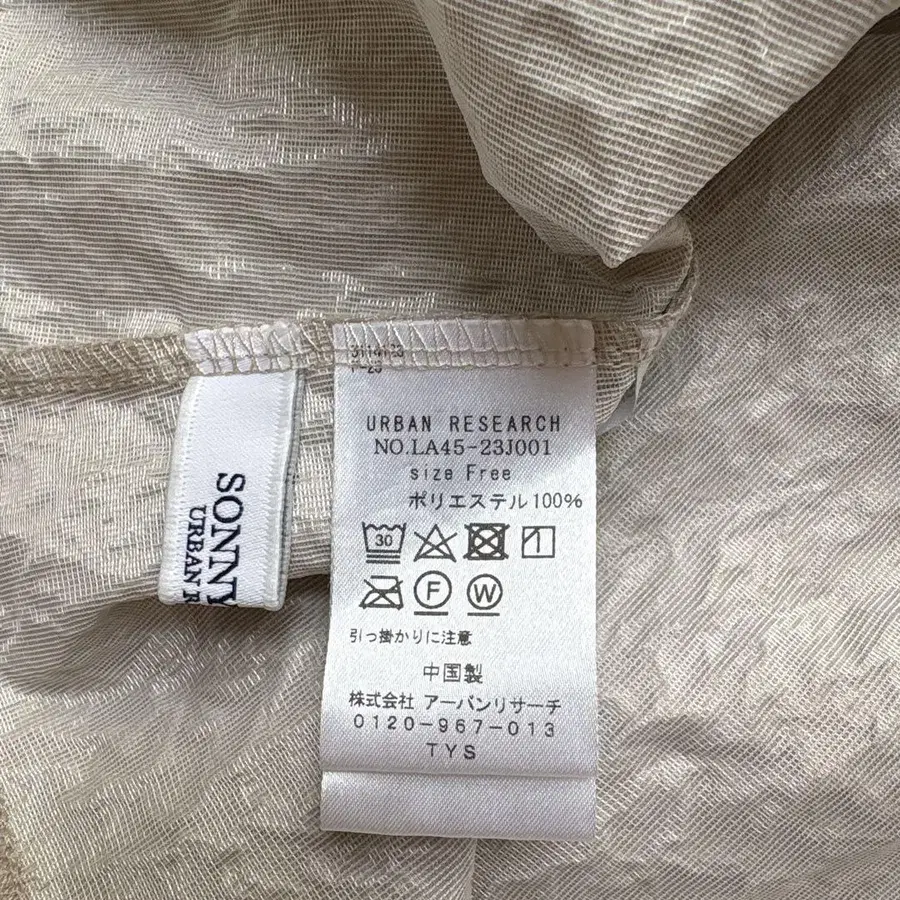 SONNY
URBAN R
URBAN RESEARCH
NO.LA45-23J001
size Free
ポリエステル100%
30
F
W
引っ掛かりに注意
中国製
株式会社 アーバンリサーチ
0120-967-013
TYS